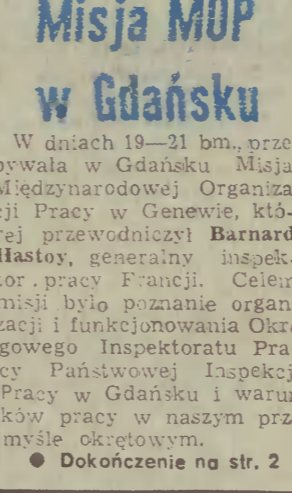 Misja MOP
w Gdańsku
W dniach 19—21 bm., prze
bywała w Gdańsku Misja
Międzynarodowej Organiza
cji Pracy w Genewie, któ-
rej przewodniczył Barnard
Hastoy, generalny inspek-
tor pracy Francji. Celem
misji było poznanie organ
zacji i funkcjonowania Okrę
gowego Inspektoratu Pra
cy Państwowej Inspekcj
Pracy w Gdańsku i warun
ków pracy w naszym prz
myśle okrętowym.
● Dokończenie na str. 2